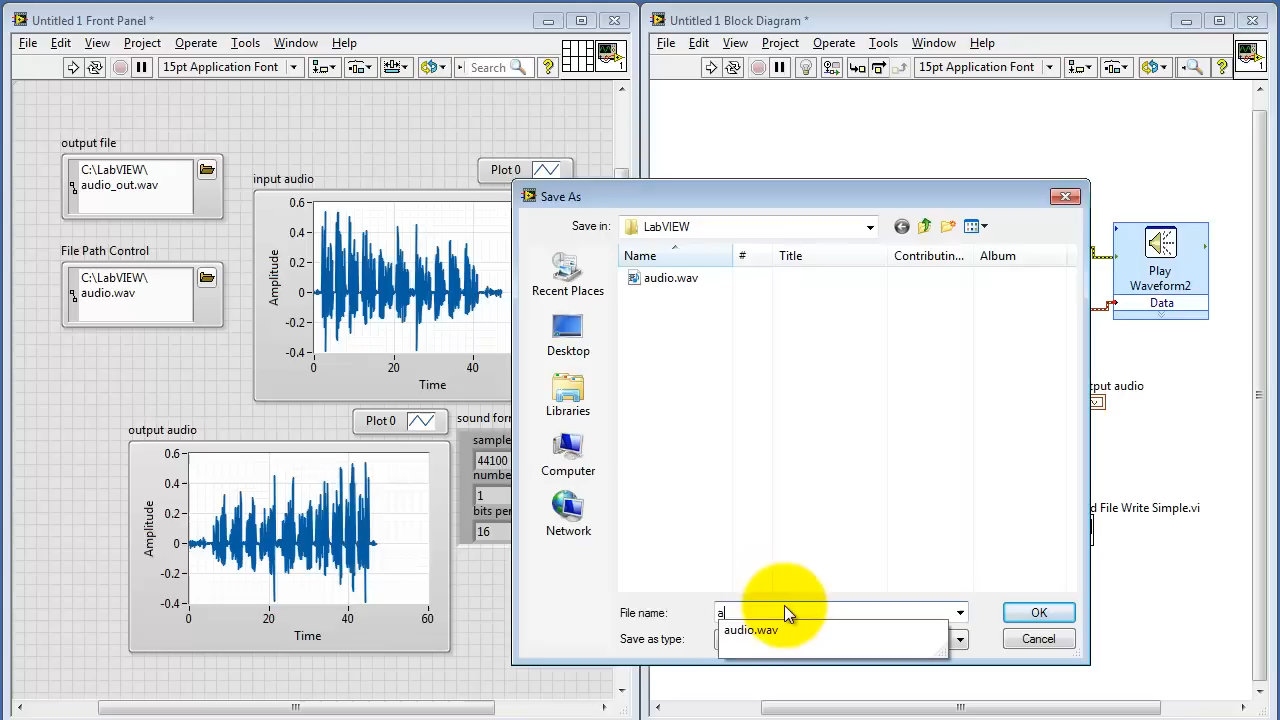 Untitled 1 Front Panel *
File Edit View Project Operate Tools Window Help
15pt Application Font
Search
?
1
output file
C:\LabVIEW\
audio_out.wav
File Path Control
C:\LabVIEW\
audio.wav
input audio
Plot 0
0.6
0.4
0.2
0
-0.2
-0.4
Amplitude
0 20 40
Time
output audio
Plot 0
0.6
0.4
0.2
0
-0.2
-0.4
Amplitude
0 20 40 60
Time
sound form
sample
44100
numbe
1
bits per
16
Untitled 1 Block Diagram *
File Edit View Project Operate Tools Window Help
15pt Application Font
?
1
Play
Waveform2
Data
put audio
d File Write Simple.vi
Save As
Save in: LabVIEW
Name # Title Contributin... Album
audio.wav
Recent Places
Desktop
Libraries
Computer
Network
File name: a
OK
audio.wav
Save as type:
Cancel